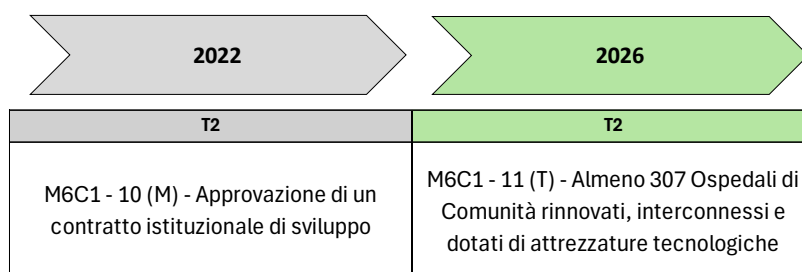 2022
2026
T2
T2
M6C1 - 10 (M) - Approvazione di un
contratto istituzionale di sviluppo
M6C1 - 11 (T) - Almeno 307 Ospedali di
Comunità rinnovati, interconnessi e
dotati di attrezzature tecnologiche